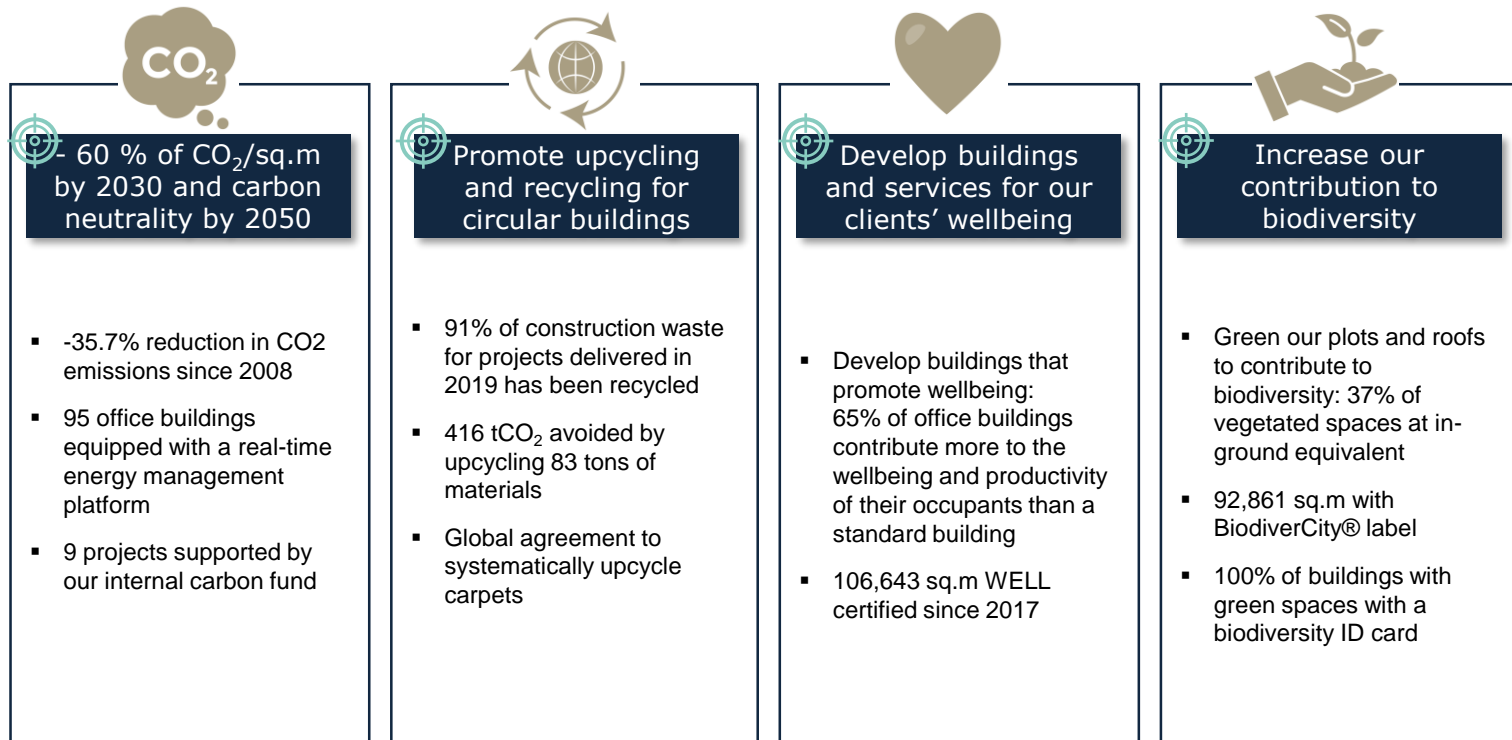 CO₂
- 60 % of CO₂/sq.m
by 2030 and carbon
neutrality by 2050
▪ -35.7% reduction in CO2
emissions since 2008
▪ 95 office buildings
equipped with a real-time
energy management
platform
▪ 9 projects supported by
our internal carbon fund
Promote upcycling
and recycling for
circular buildings
▪ 91% of construction waste
for projects delivered in
2019 has been recycled
▪ 416 tCO₂ avoided by
upcycling 83 tons of
materials
▪ Global agreement to
systematically upcycle
carpets
Develop buildings
and services for our
clients’ wellbeing
▪ Develop buildings that
promote wellbeing:
65% of office buildings
contribute more to the
wellbeing and productivity
of their occupants than a
standard building
▪ 106,643 sq.m WELL
certified since 2017
Increase our
contribution to
biodiversity
▪ Green our plots and roofs
to contribute to
biodiversity: 37% of
vegetated spaces at in-
ground equivalent
▪ 92,861 sq.m with
BiodiverCity® label
▪ 100% of buildings with
green spaces with a
biodiversity ID card